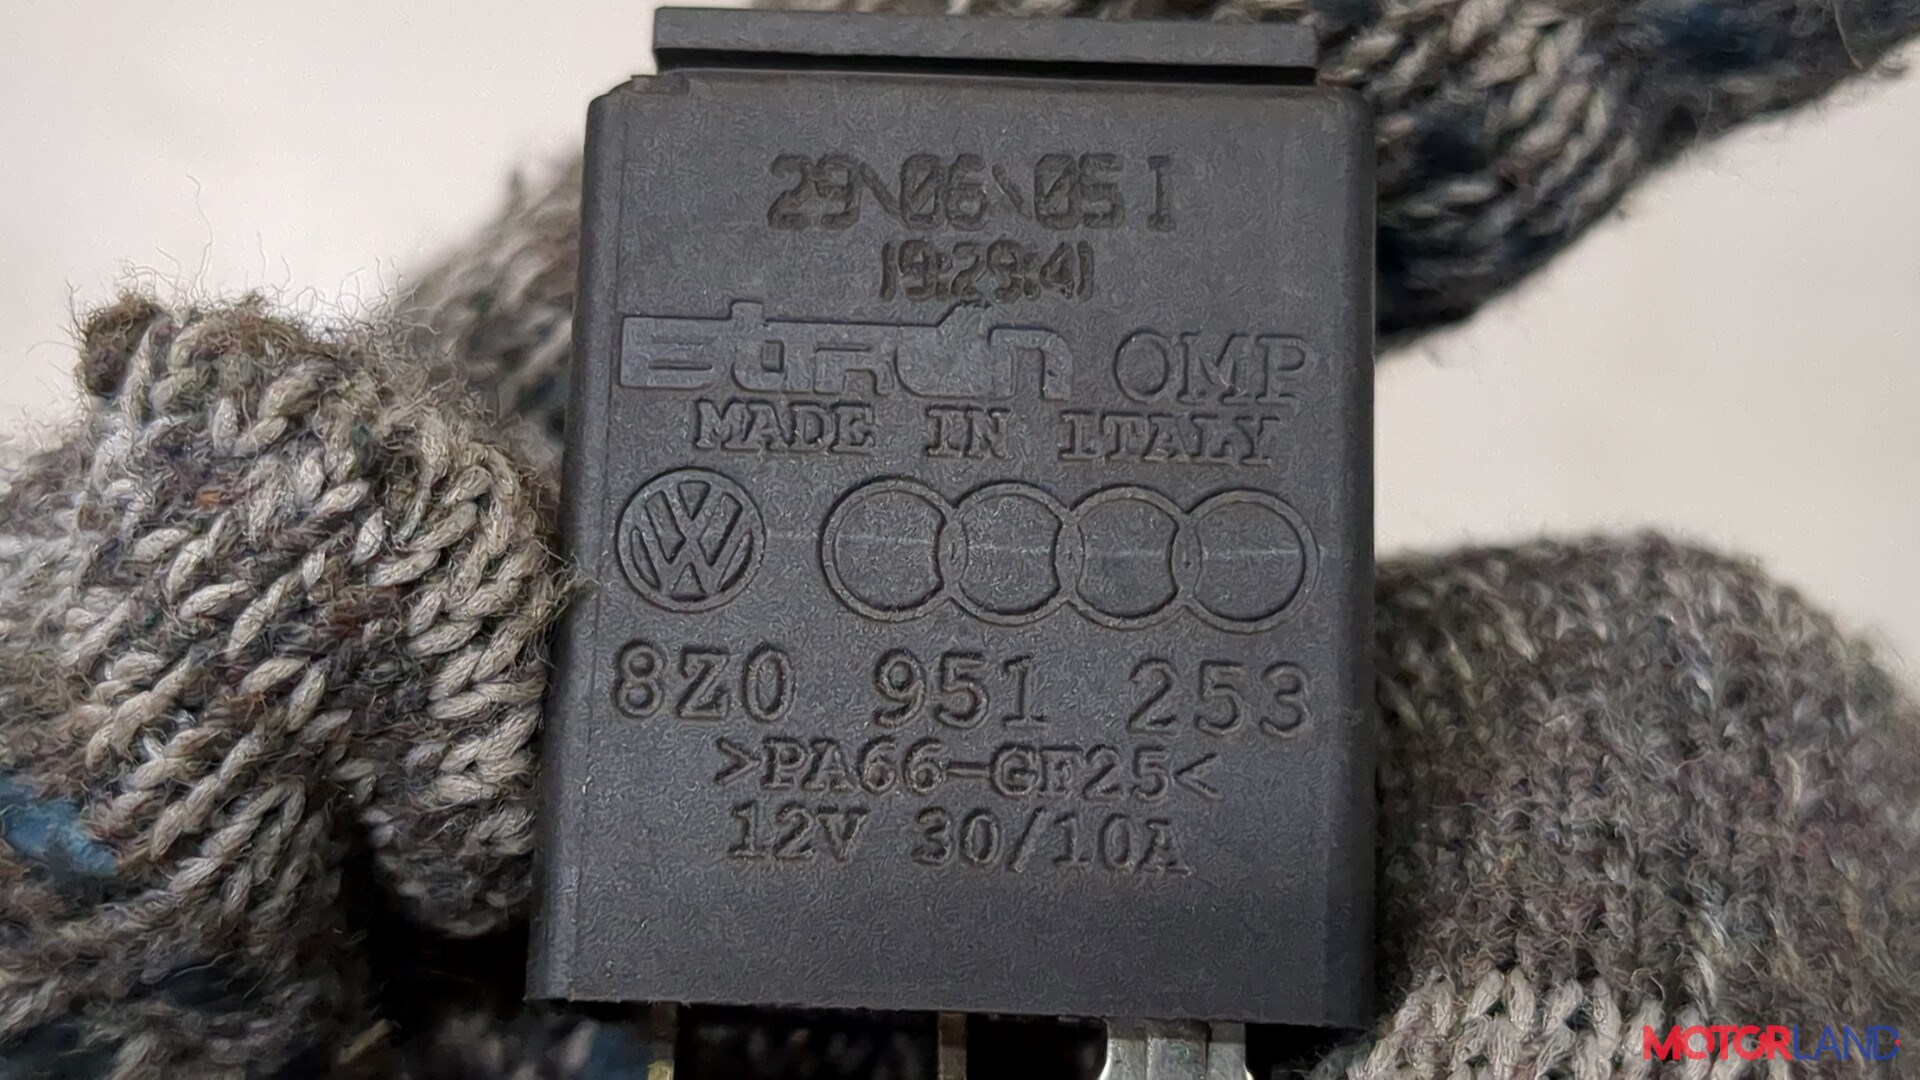 29\06\05 I
19:29:41
Bitron OMP
MADE IN ITALY
VW
8Z0 951 253
>PA66-GF25<
12V 30/10A
MOTORLAND